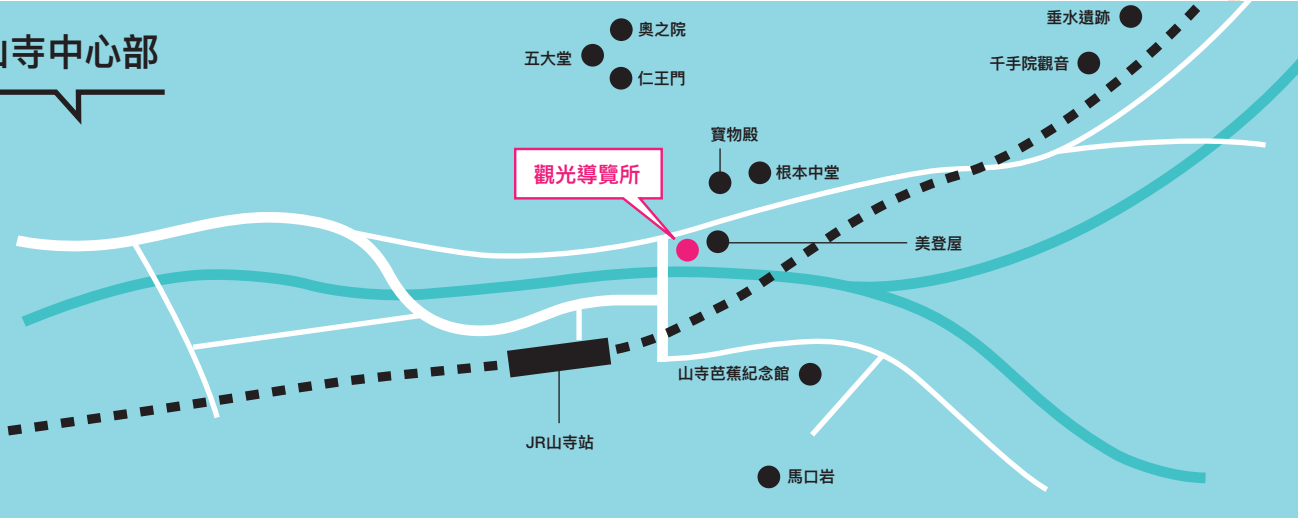 山寺中心部
奧之院
五大堂
仁王門
垂水遺跡
千手院觀音
寶物殿
根本中堂
觀光導覽所
美登屋
山寺芭蕉紀念館
JR山寺站
馬口岩